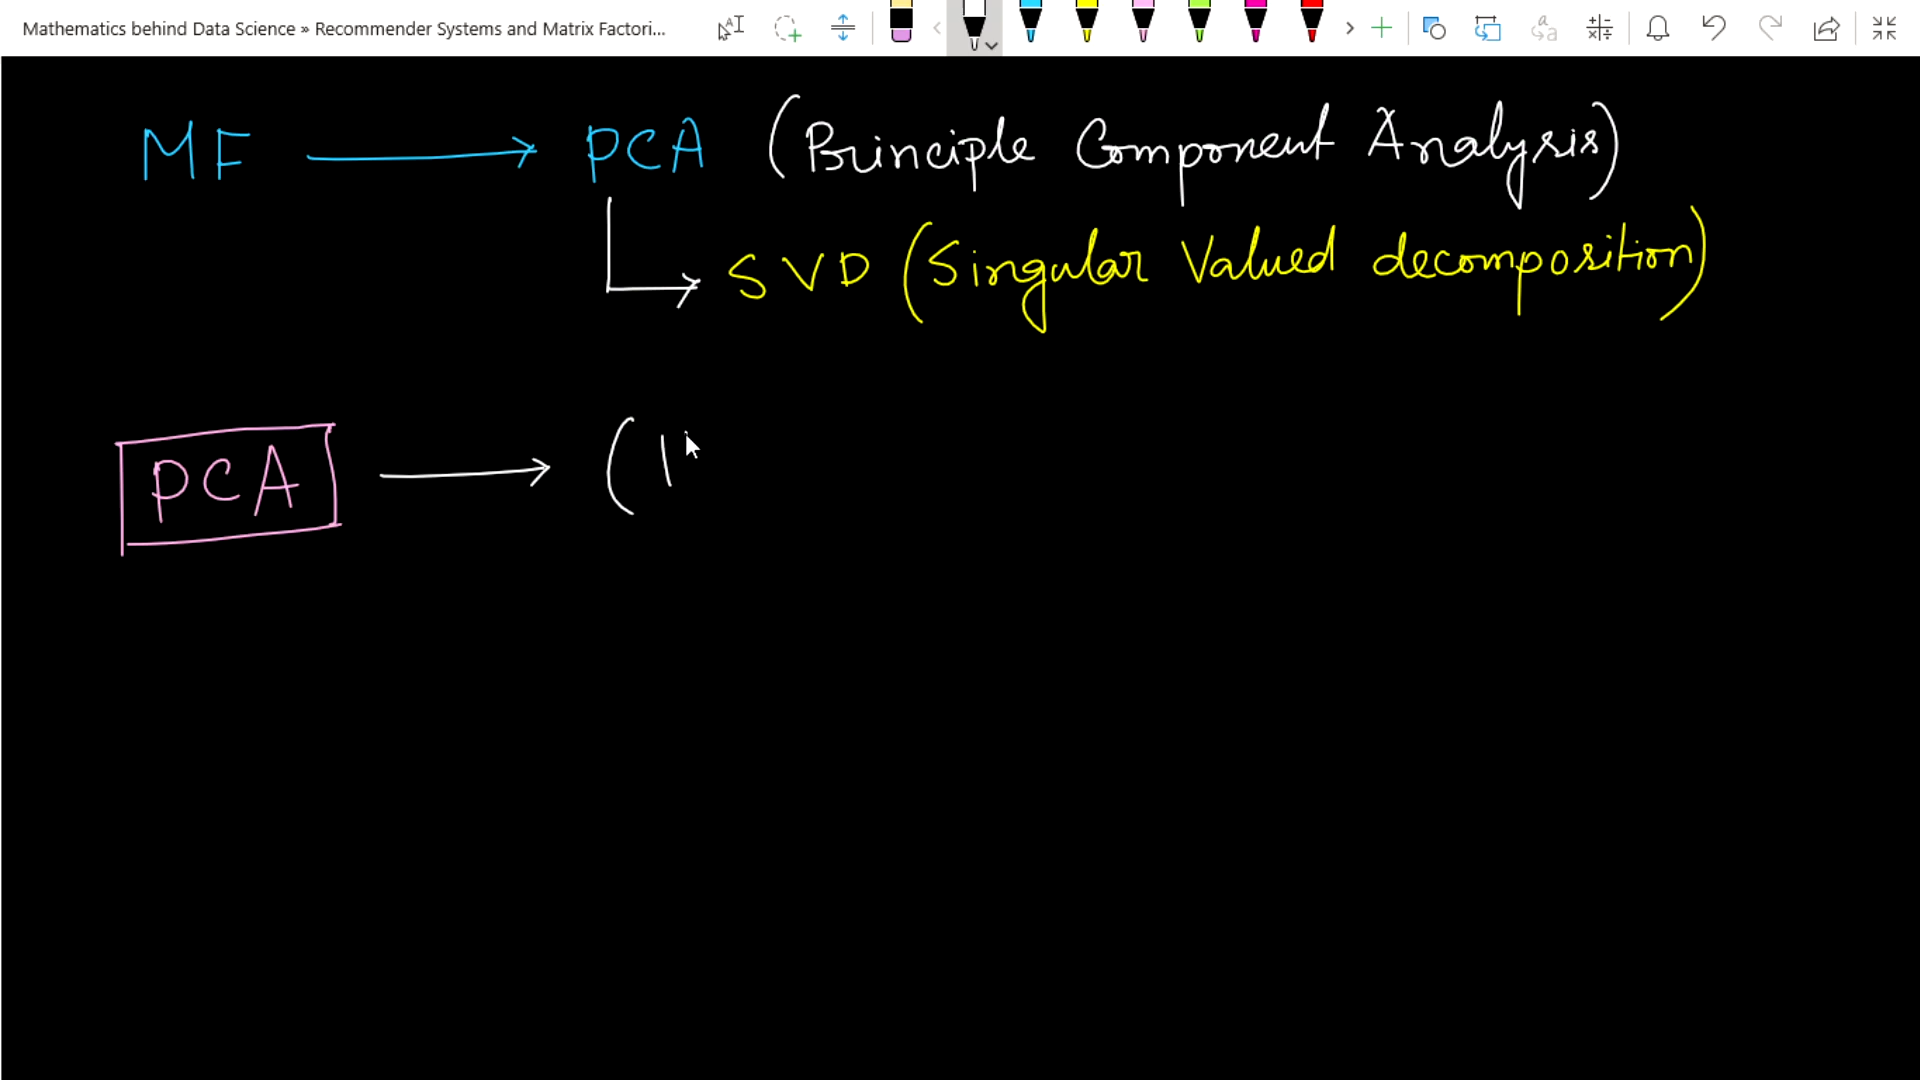 Mathematics behind Data Science » Recommender Systems and Matrix Factori...
MF → PCA (Principle Component Analysis)
SVD (Singular Valued decomposition)
PCA → (